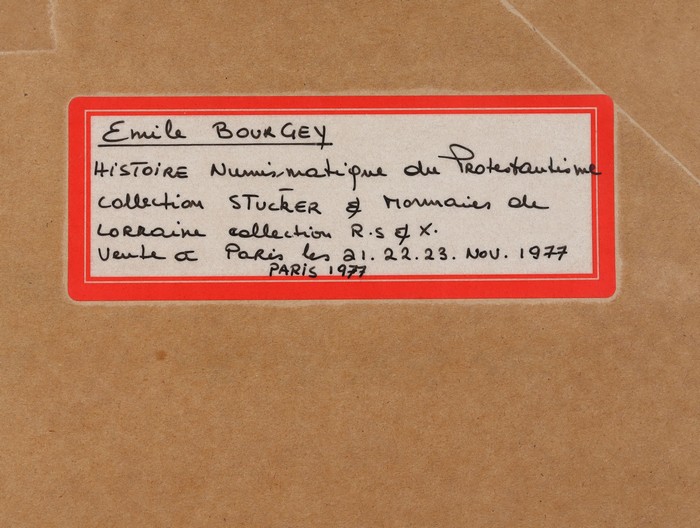 Emile BOURGEY
HISTOIRE Numismatique du Protestantisme
collection STUCKER & Monnaies de
Lorraine collection R.S & X.
Vente à Paris les 21.22.23. Nov. 1977
PARIS 1977